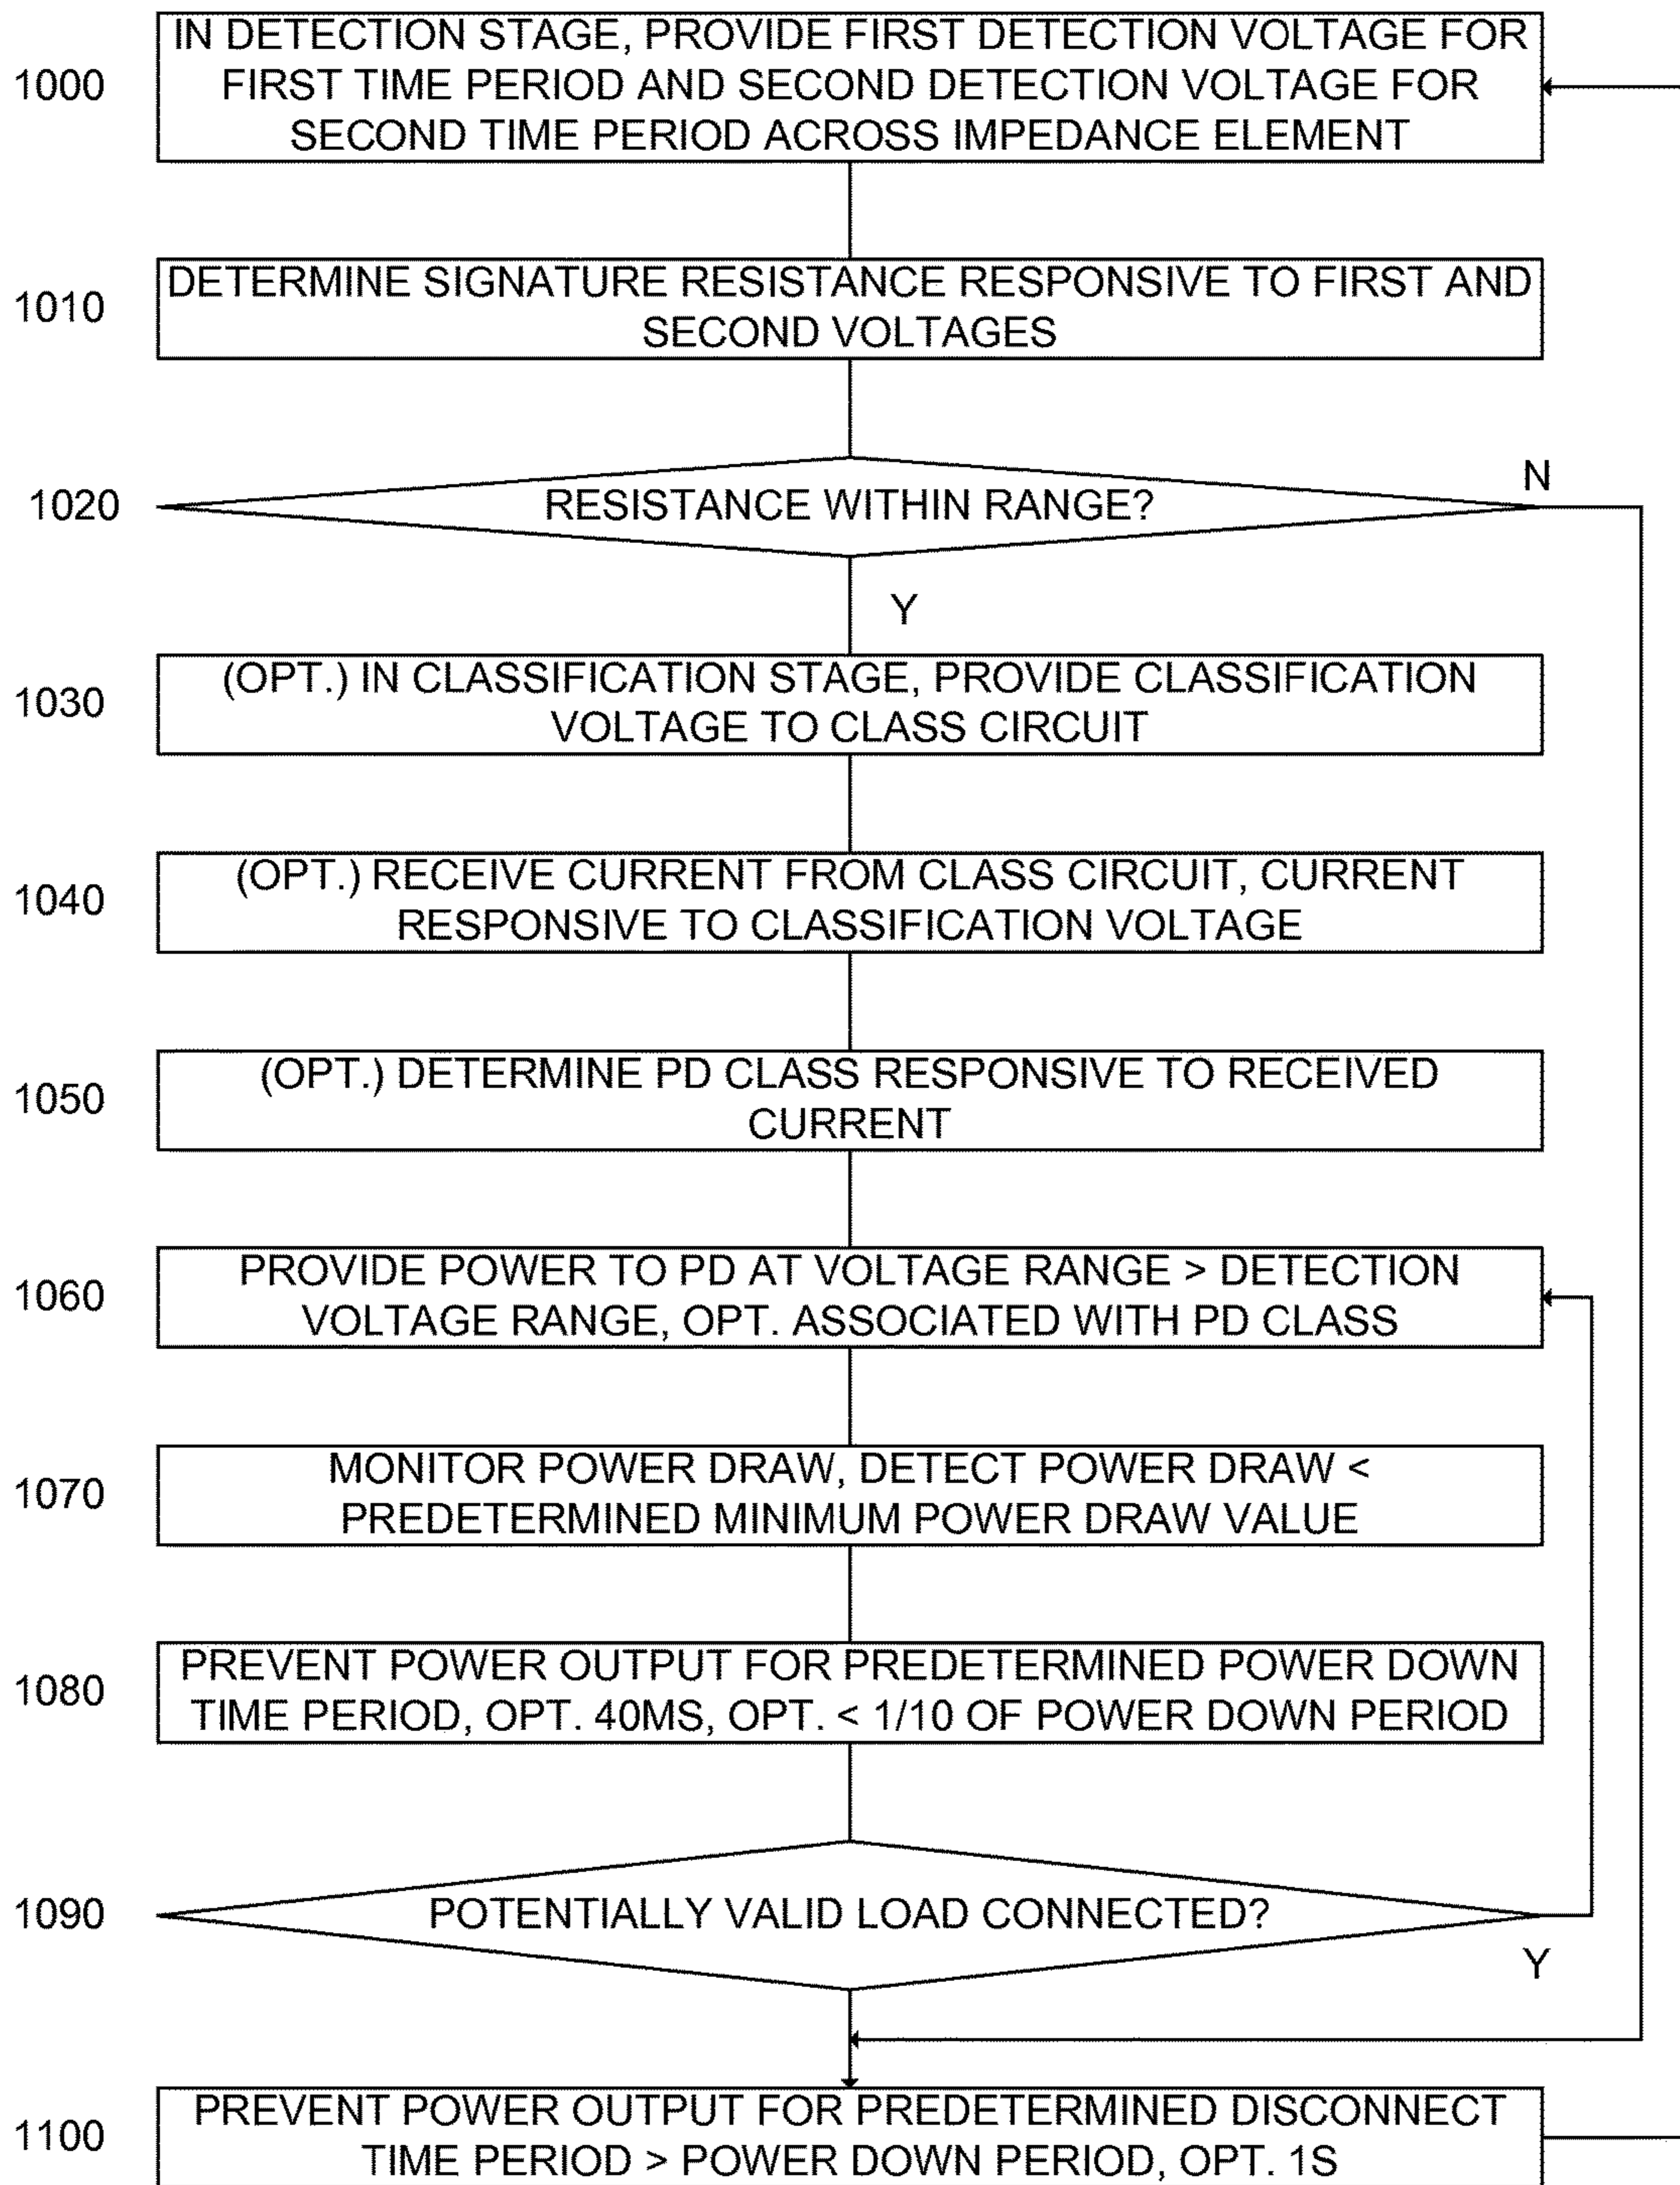 1000
IN DETECTION STAGE, PROVIDE FIRST DETECTION VOLTAGE FOR
FIRST TIME PERIOD AND SECOND DETECTION VOLTAGE FOR
SECOND TIME PERIOD ACROSS IMPEDANCE ELEMENT
1010
DETERMINE SIGNATURE RESISTANCE RESPONSIVE TO FIRST AND
SECOND VOLTAGES
1020
RESISTANCE WITHIN RANGE?
N
Y
1030
(OPT.) IN CLASSIFICATION STAGE, PROVIDE CLASSIFICATION
VOLTAGE TO CLASS CIRCUIT
1040
(OPT.) RECEIVE CURRENT FROM CLASS CIRCUIT, CURRENT
RESPONSIVE TO CLASSIFICATION VOLTAGE
1050
(OPT.) DETERMINE PD CLASS RESPONSIVE TO RECEIVED
CURRENT
1060
PROVIDE POWER TO PD AT VOLTAGE RANGE > DETECTION
VOLTAGE RANGE, OPT. ASSOCIATED WITH PD CLASS
1070
MONITOR POWER DRAW, DETECT POWER DRAW <
PREDETERMINED MINIMUM POWER DRAW VALUE
1080
PREVENT POWER OUTPUT FOR PREDETERMINED POWER DOWN
TIME PERIOD, OPT. 40MS, OPT. < 1/10 OF POWER DOWN PERIOD
1090
POTENTIALLY VALID LOAD CONNECTED?
Y
1100
PREVENT POWER OUTPUT FOR PREDETERMINED DISCONNECT
TIME PERIOD > POWER DOWN PERIOD, OPT. 1S